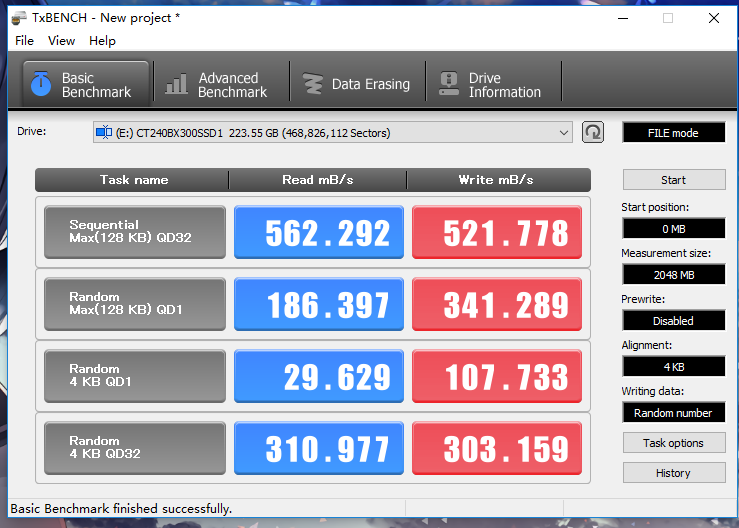 TxBENCH - New project *
File View Help
Basic Benchmark
Advanced Benchmark
Data Erasing
Drive Information
Drive:
(E:) CT240BX300SSD1 223.55 GB (468,826,112 Sectors)
FILE mode
Task name Read mB/s Write mB/s
Start
Sequential
Max(128 KB) QD32
562.292 521.778
Start position:
0 MB
Measurement size:
2048 MB
Random
Max(128 KB) QD1
186.397 341.289
Prewrite:
Disabled
Alignment:
4 KB
Random
4 KB QD1
29.629 107.733
Writing data:
Random number
Random
4 KB QD32
310.977 303.159
Task options
History
Basic Benchmark finished successfully.